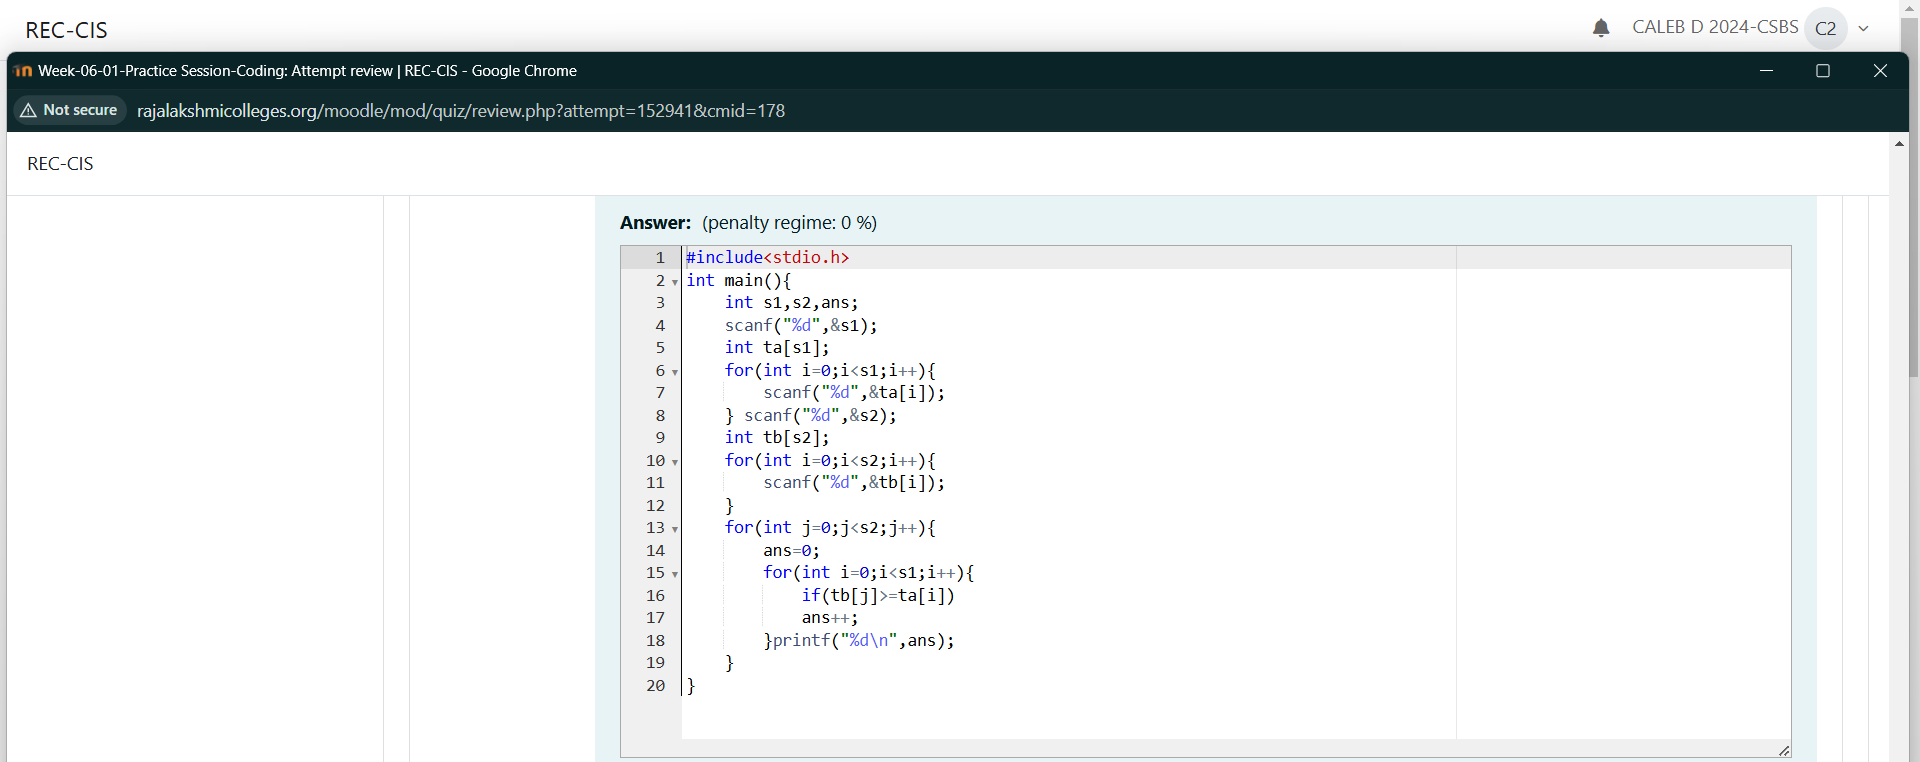 REC-CIS
CALEB D 2024-CSBS C2
Week-06-01-Practice Session-Coding: Attempt review | REC-CIS - Google Chrome
Not secure rajalakshmicolleges.org/moodle/mod/quiz/review.php?attempt=152941&cmid=178
REC-CIS
Answer: (penalty regime: 0 %)
1 #include<stdio.h>
2 int main(){
3 int s1,s2,ans;
4 scanf("%d",&s1);
5 int ta[s1];
6 for(int i=0;i<s1;i++){
7 scanf("%d",&ta[i]);
8 } scanf("%d",&s2);
9 int tb[s2];
10 for(int i=0;i<s2;i++){
11 scanf("%d",&tb[i]);
12 }
13 for(int j=0;j<s2;j++){
14 ans=0;
15 for(int i=0;i<s1;i++){
16 if(tb[j]>=ta[i])
17 ans++;
18 }printf("%d\n",ans);
19 }
20 }